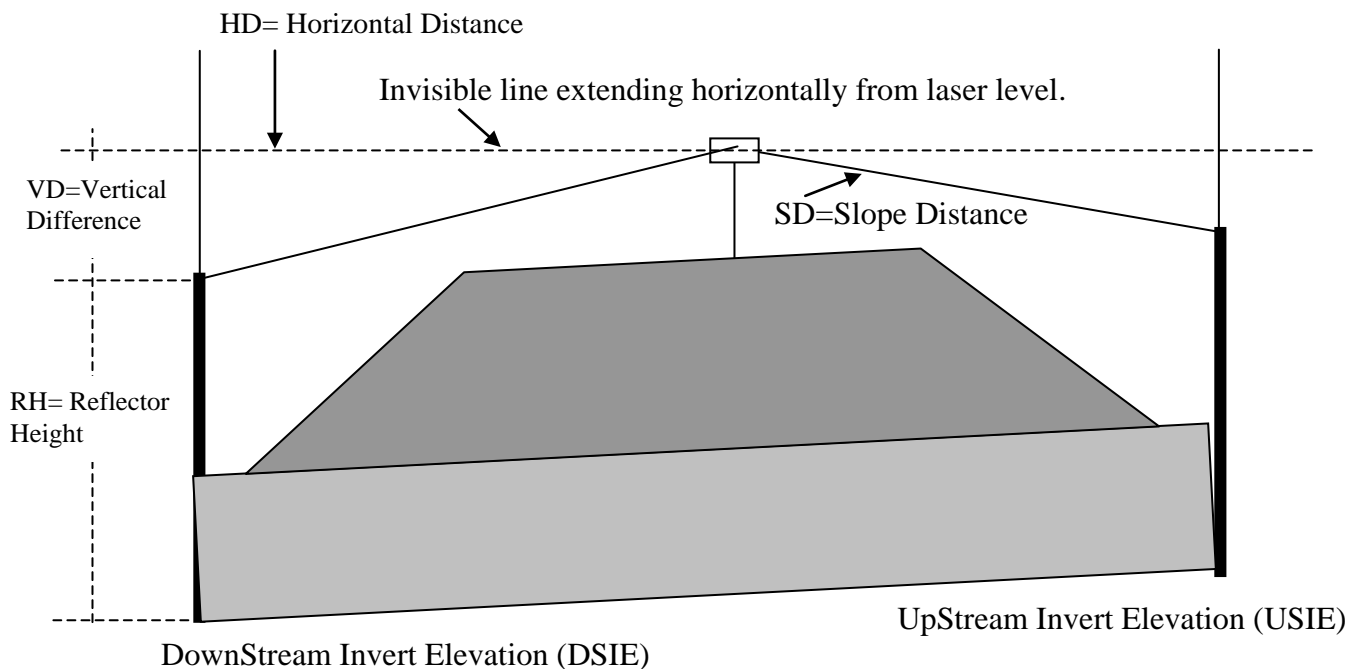 HD= Horizontal Distance
Invisible line extending horizontally from laser level.
VD=Vertical
Difference
SD=Slope Distance
RH= Reflector
Height
UpStream Invert Elevation (USIE)
DownStream Invert Elevation (DSIE)